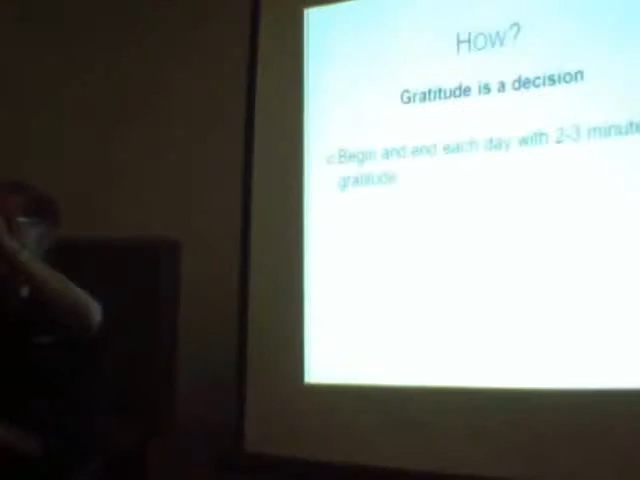 How?
Gratitude is a decision
Begin and end each day with 2-3 minute
gratitude